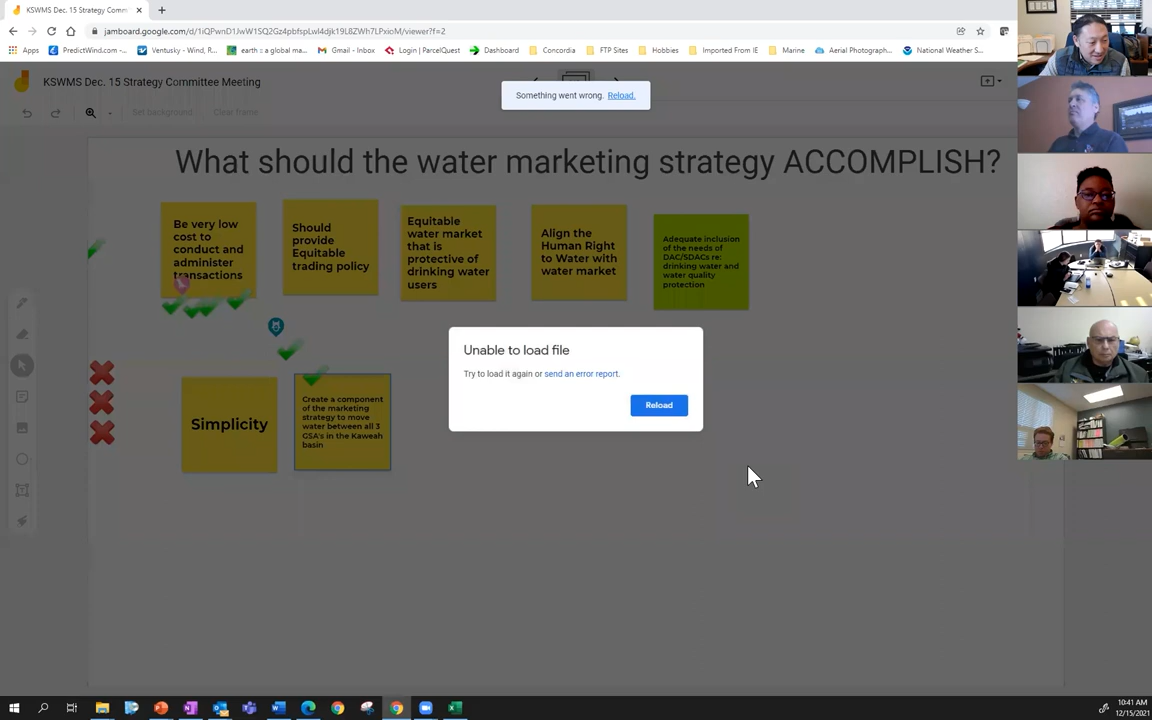 KSWMS Dec. 15 Strategy Commit
jamboard.google.com/d/1iQPwnD1JwW1SQ2Gz4pbfspLwl4djk19L8ZWh7LPxioM/viewer?f=2
Apps PredictWind.com -... Ventusky - Wind, R... earth :: a global ma... Gmail - Inbox Login | ParcelQuest Dashboard Concordia FTP Sites Hobbies Imported From IE Marine Aerial Photograph... National Weather S...
KSWMS Dec. 15 Strategy Committee Meeting
Something went wrong. Reload.
Set background Clear frame
What should the water marketing strategy ACCOMPLISH?
Be very low
cost to
conduct and
administer
transactions
Should
provide
Equitable
trading policy
Equitable
water market
that is
protective of
drinking water
users
Align the
Human Right
to Water with
water market
Adequate inclusion
of the needs of
DAC/SDACs re:
drinking water and
water quality
protection
Unable to load file
Try to load it again or send an error report.
Reload
Simplicity
Create a component
of the marketing
strategy to move
water between all 3
GSA's in the Kaweah
basin
10:41 AM
12/15/2021